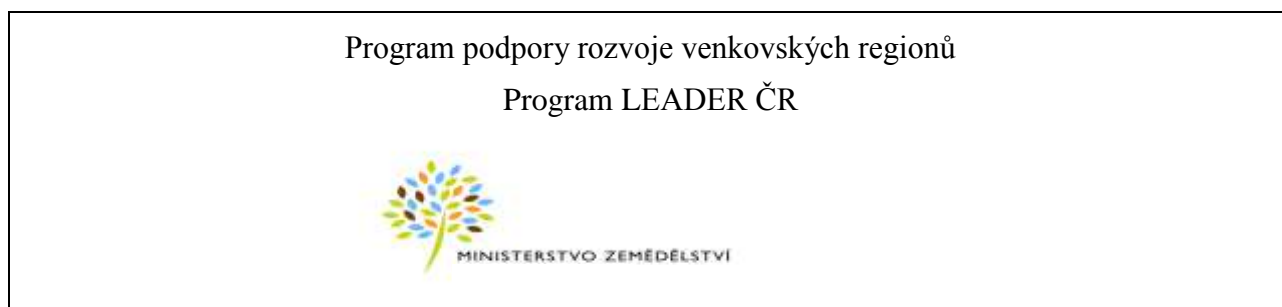 Program podpory rozvoje venkovských regionů
Program LEADER ČR
MINISTERSTVO ZEMĚDĚLSTVÍ